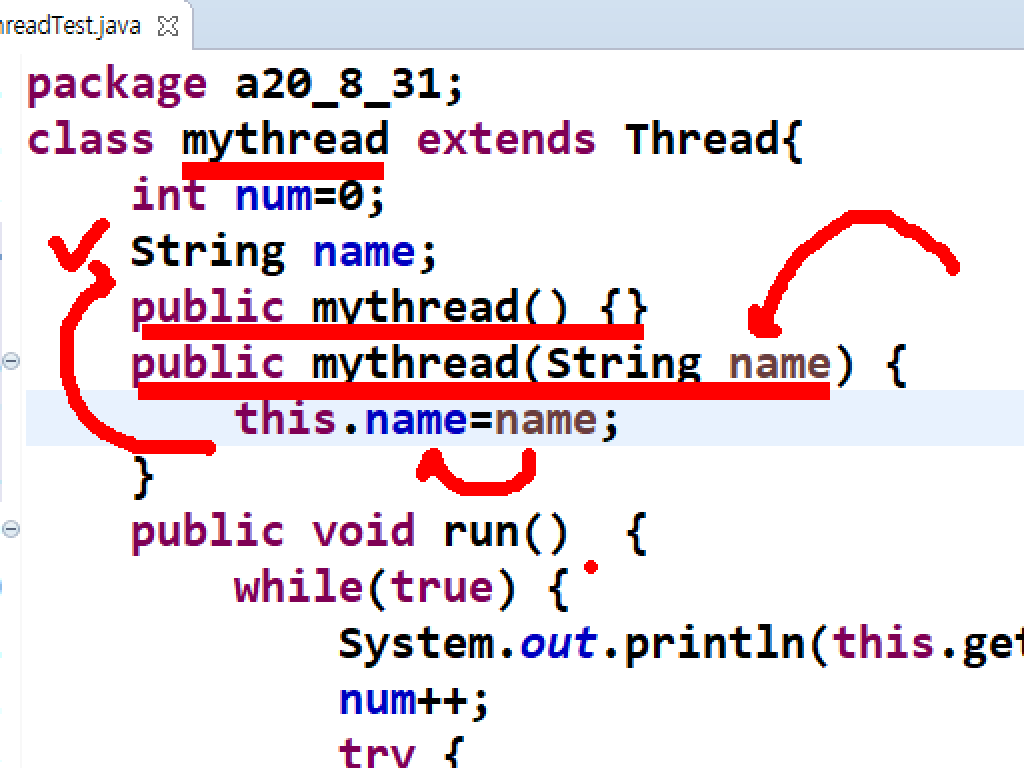 readTest.java
package a20_8_31;
class mythread extends Thread{
int num=0;
String name;
public mythread() {}
public mythread(String name) {
this.name=name;
}
public void run() {
while(true) {
System.out.println(this.get
num++;
try {